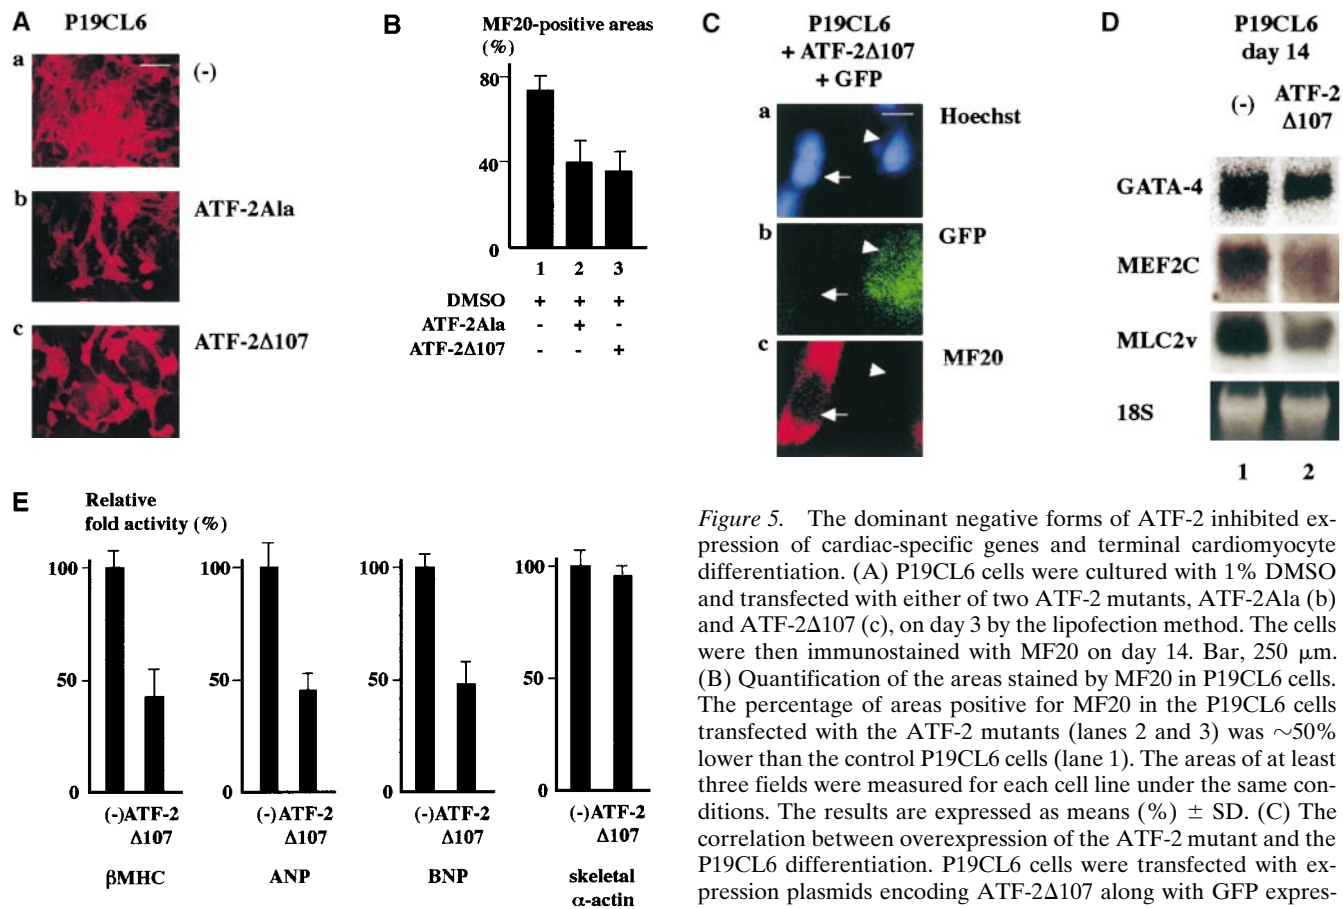 A P19CL6
a (-)
b ATF-2Ala
c ATF-2Δ107
B MF20-positive areas
(%)
80
40
0
1 2 3
DMSO + + +
ATF-2Ala - + -
ATF-2Δ107 - - +
C P19CL6
+ ATF-2Δ107
+ GFP
a Hoechst
b GFP
c MF20
D P19CL6
day 14
(-) ATF-2
Δ107
GATA-4
MEF2C
MLC2v
18S
1 2
E Relative
fold activity (%)
100
50
0
(-) ATF-2
Δ107
βMHC
100
50
0
(-) ATF-2
Δ107
ANP
100
50
0
(-) ATF-2
Δ107
BNP
100
50
0
(-) ATF-2
Δ107
skeletal
α-actin
Figure 5. The dominant negative forms of ATF-2 inhibited ex-
pression of cardiac-specific genes and terminal cardiomyocyte
differentiation. (A) P19CL6 cells were cultured with 1% DMSO
and transfected with either of two ATF-2 mutants, ATF-2Ala (b)
and ATF-2Δ107 (c), on day 3 by the lipofection method. The cells
were then immunostained with MF20 on day 14. Bar, 250 μm.
(B) Quantification of the areas stained by MF20 in P19CL6 cells.
The percentage of areas positive for MF20 in the P19CL6 cells
transfected with the ATF-2 mutants (lanes 2 and 3) was ~50%
lower than the control P19CL6 cells (lane 1). The areas of at least
three fields were measured for each cell line under the same con-
ditions. The results are expressed as means (%) ± SD. (C) The
correlation between overexpression of the ATF-2 mutant and the
P19CL6 differentiation. P19CL6 cells were transfected with ex-
pression plasmids encoding ATF-2Δ107 along with GFP expres-